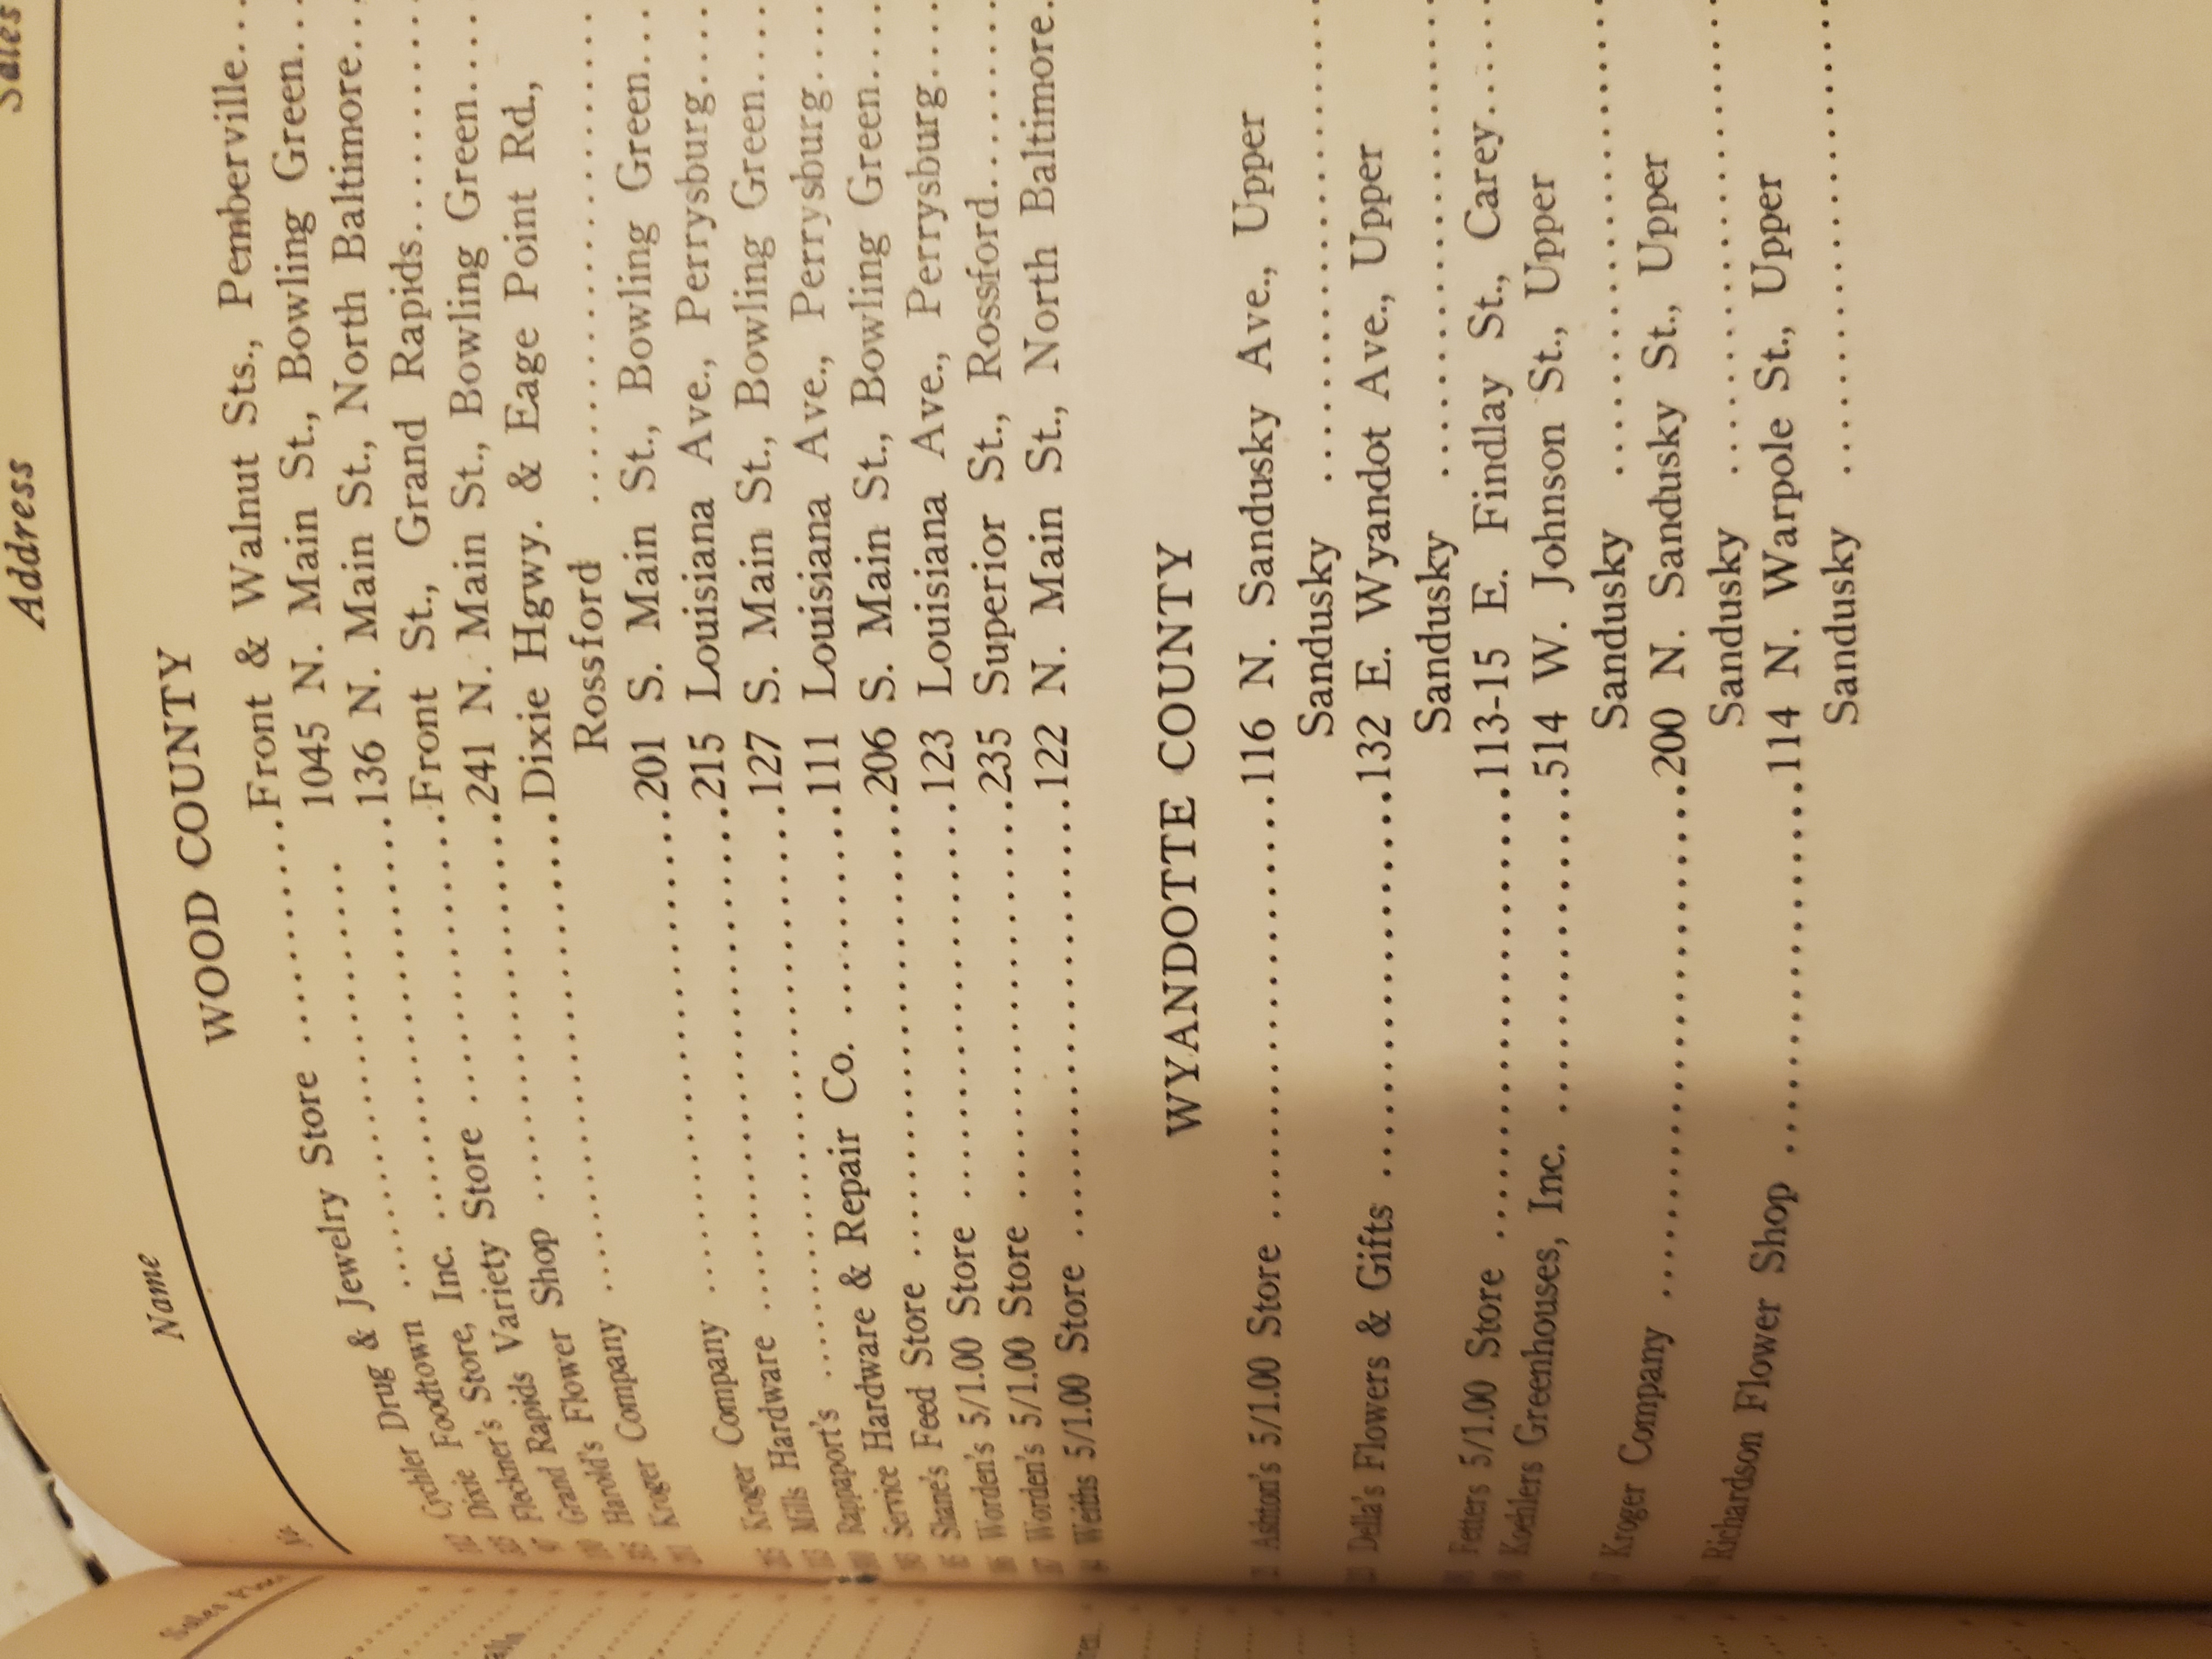 Name Address Sales
WOOD COUNTY
Drug & Jewelry Store ..........Front & Walnut Sts., Pemberville..
Dixie Foodtown ..........1045 N. Main St., Bowling Green..
Fleckner's Store, Inc. ..........136 N. Main St., North Baltimore..
Grand Rapids Variety Store ..........Front St., Grand Rapids..........
Harold's Flower Shop ..........241 N. Main St., Bowling Green....
Kroger Company ..........Dixie Hgwy. & Eage Point Rd.,
Rossford ..........
Kroger Company ..........201 S. Main St., Bowling Green...
Mills Hardware ..........215 Louisiana Ave., Perrysburg....
Rappaport's ..........127 S. Main St., Bowling Green....
Service Hardware & Repair Co. ..........111 Louisiana Ave., Perrysburg....
Shane's Feed Store ..........206 S. Main St., Bowling Green....
Worden's 5/1.00 Store ..........123 Louisiana Ave., Perrysburg....
Worden's 5/1.00 Store ..........235 Superior St., Rossford..........
Weiths 5/1.00 Store ..........122 N. Main St., North Baltimore.
WYANDOTTE COUNTY
Ashton's 5/1.00 Store ..........116 N. Sandusky Ave., Upper
Sandusky ..........
Della's Flowers & Gifts ..........132 E. Wyandot Ave., Upper
Sandusky ..........
Fetters 5/1.00 Store ..........113-15 E. Findlay St., Carey.....
Koehlers Greenhouses, Inc. ..........514 W. Johnson St., Upper
Sandusky ..........
Kroger Company ..........200 N. Sandusky St., Upper
Sandusky ..........
Richardson Flower Shop ..........114 N. Warpole St., Upper
Sandusky ..........